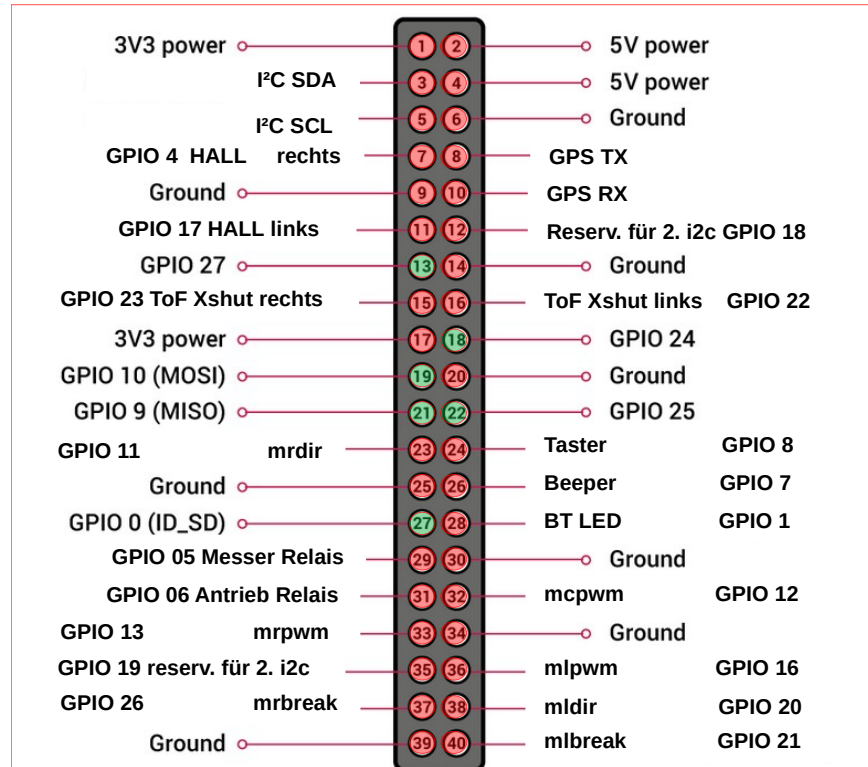 3V3 power 1 2 5V power
I²C SDA 3 4 5V power
I²C SCL 5 6 Ground
GPIO 4 HALL rechts 7 8 GPS TX
Ground 9 10 GPS RX
GPIO 17 HALL links 11 12 Reserv. für 2. i2c GPIO 18
GPIO 27 13 14 Ground
GPIO 23 ToF Xshut rechts 15 16 ToF Xshut links GPIO 22
3V3 power 17 18 GPIO 24
GPIO 10 (MOSI) 19 20 Ground
GPIO 9 (MISO) 21 22 GPIO 25
GPIO 11 mrdir 23 24 Taster GPIO 8
Ground 25 26 Beeper GPIO 7
GPIO 0 (ID_SD) 27 28 BT LED GPIO 1
GPIO 05 Messer Relais 29 30 Ground
GPIO 06 Antrieb Relais 31 32 mcpwm GPIO 12
GPIO 13 mrpwm 33 34 Ground
GPIO 19 reserv. für 2. i2c 35 36 mlpwm GPIO 16
GPIO 26 mrbreak 37 38 mldir GPIO 20
Ground 39 40 mlbreak GPIO 21